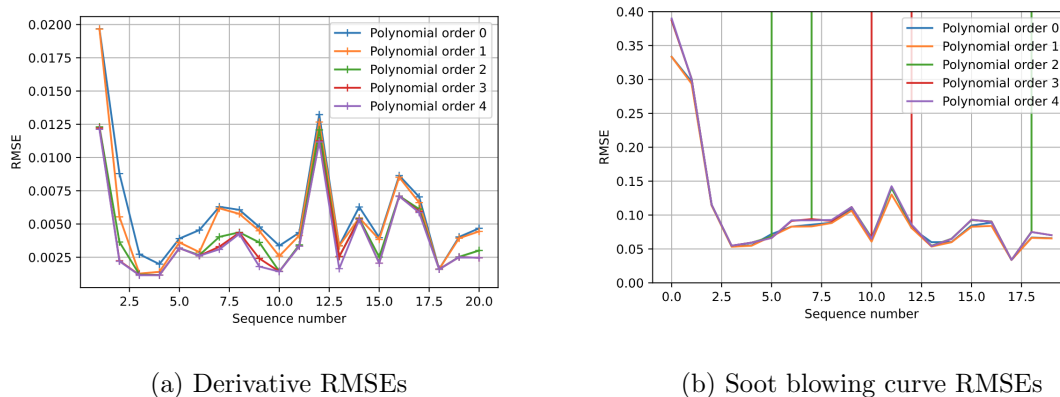 0.0200
0.0175
0.0150
0.0125
0.0100
0.0075
0.0050
0.0025
RMSE
2.5 5.0 7.5 10.0 12.5 15.0 17.5 20.0
Sequence number
Polynomial order 0
Polynomial order 1
Polynomial order 2
Polynomial order 3
Polynomial order 4
(a) Derivative RMSEs
0.40
0.35
0.30
0.25
0.20
0.15
0.10
0.05
0.00
RMSE
0.0 2.5 5.0 7.5 10.0 12.5 15.0 17.5
Sequence number
Polynomial order 0
Polynomial order 1
Polynomial order 2
Polynomial order 3
Polynomial order 4
(b) Soot blowing curve RMSEs